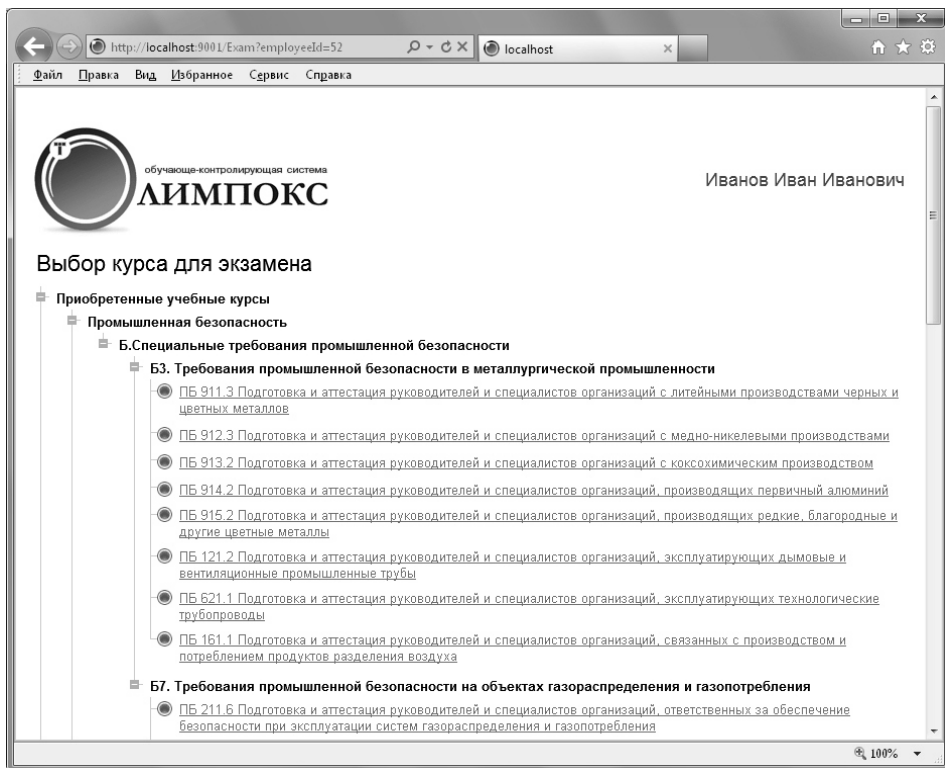 http://localhost:9001/Exam?employeeId=52
localhost
Файл Правка Вид Избранное Сервис Справка
Т
обучающе-контролирующая система
ЛИМПОКС
Иванов Иван Иванович
Выбор курса для экзамена
Приобретенные учебные курсы
Промышленная безопасность
Б.Специальные требования промышленной безопасности
Б3. Требования промышленной безопасности в металлургической промышленности
ПБ 911.3 Подготовка и аттестация руководителей и специалистов организаций с литейными производствами черных и
цветных металлов
ПБ 912.3 Подготовка и аттестация руководителей и специалистов организаций с медно-никелевыми производствами
ПБ 913.2 Подготовка и аттестация руководителей и специалистов организаций с коксохимическим производством
ПБ 914.2 Подготовка и аттестация руководителей и специалистов организаций, производящих первичный алюминий
ПБ 915.2 Подготовка и аттестация руководителей и специалистов организаций, производящих редкие, благородные и
другие цветные металлы
ПБ 121.2 Подготовка и аттестация руководителей и специалистов организаций, эксплуатирующих дымовые и
вентиляционные промышленные трубы
ПБ 621.1 Подготовка и аттестация руководителей и специалистов организаций, эксплуатирующих технологические
трубопроводы
ПБ 161.1 Подготовка и аттестация руководителей и специалистов организаций, связанных с производством и
потреблением продуктов разделения воздуха
Б7. Требования промышленной безопасности на объектах газораспределения и газопотребления
ПБ 211.6 Подготовка и аттестация руководителей и специалистов организаций, ответственных за обеспечение
безопасности при эксплуатации систем газораспределения и газопотребления
100%